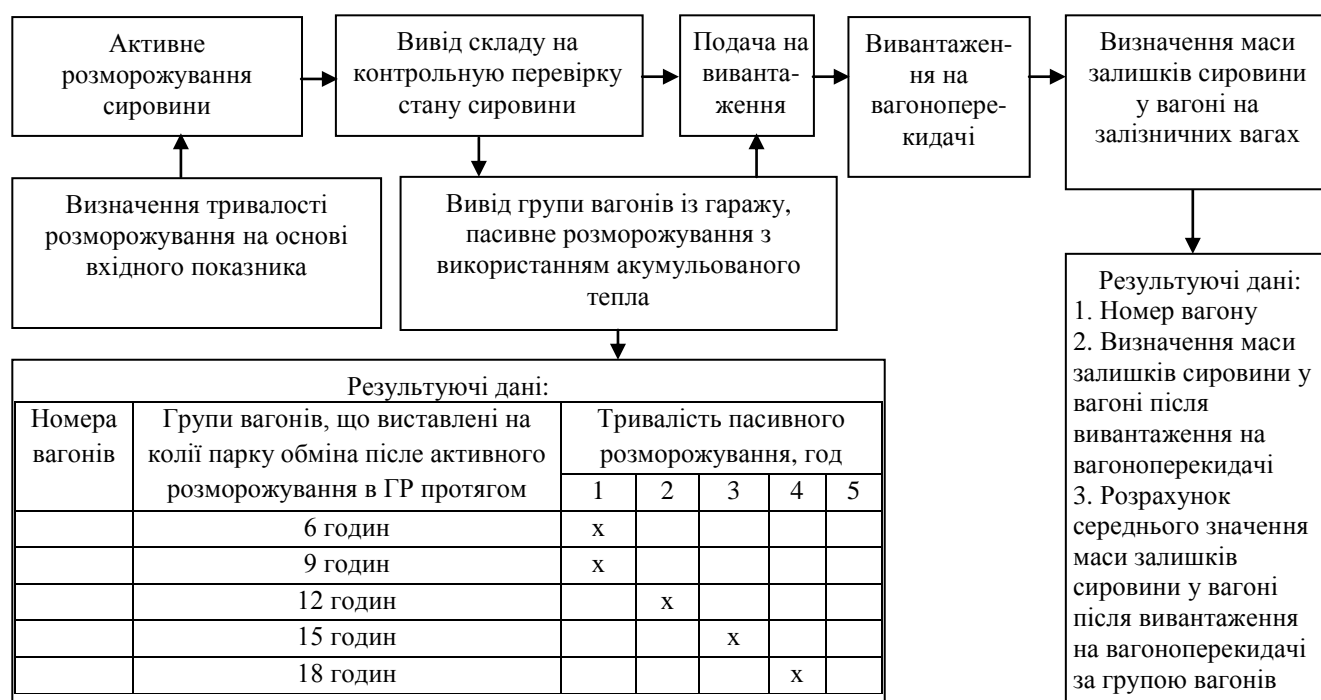 Активне
розморожування
сировини
Вивід складу на
контрольную перевірку
стану сировини
Подача на
виванта-
ження
Вивантажен-
ня на
вагонопере-
кидачі
Визначення маси
залишків сировини
у вагоні на
залізничних вагах
Визначення тривалості
розморожування на основі
вхідного показника
Вивід групи вагонів із гаражу,
пасивне розморожування з
використанням акумульованого
тепла
Результуючі дані:
Номера
вагонів
Групи вагонів, що виставлені на
колії парку обміна після активного
розморожування в ГР протягом
Тривалість пасивного
розморожування, год
1 2 3 4 5
6 годин x
9 годин x
12 годин x
15 годин x
18 годин x
Результуючі дані:
1. Номер вагону
2. Визначення маси
залишків сировини у
вагоні після
вивантаження на
вагоноперекидачі
3. Розрахунок
середнього значення
маси залишків
сировини у вагоні
після вивантаження
на вагоноперекидачі
за групою вагонів